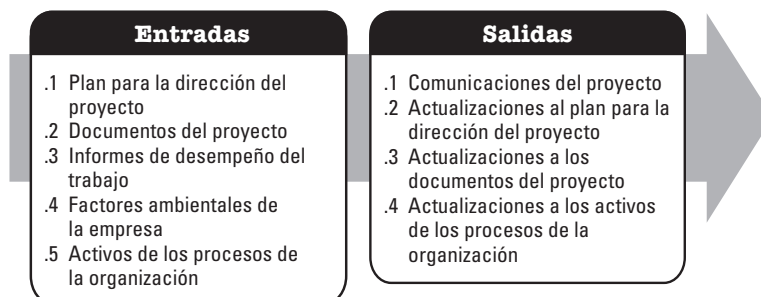 Entradas
.1 Plan para la dirección del
proyecto
.2 Documentos del proyecto
.3 Informes de desempeño del
trabajo
.4 Factores ambientales de
la empresa
.5 Activos de los procesos de
la organización
Salidas
.1 Comunicaciones del proyecto
.2 Actualizaciones al plan para la
dirección del proyecto
.3 Actualizaciones a los
documentos del proyecto
.4 Actualizaciones a los activos
de los procesos de la
organización